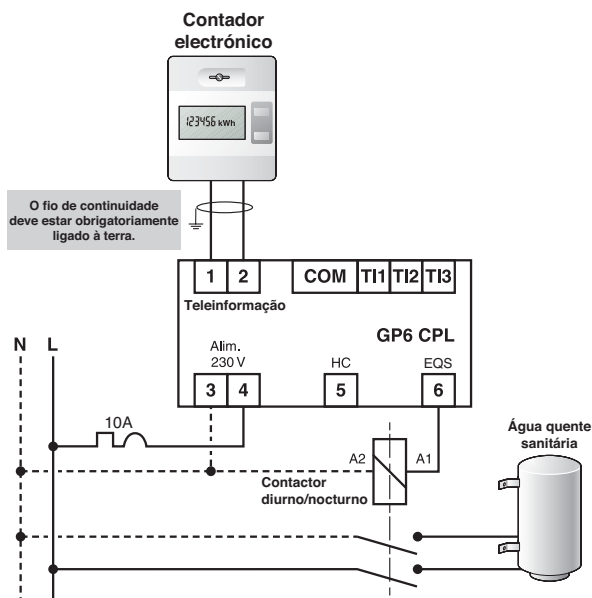 Contador
electrónico
123456 kWh
O fio de continuidade
deve estar obrigatoriamente
ligado à terra.
1 2 COM TI1 TI2 TI3
Teleinformação
GP6 CPL
N L
Alim.
230 V
HC
EQS
3 4 5 6
10A
A2 A1
Contactor
diurno/nocturno
Água quente
sanitária